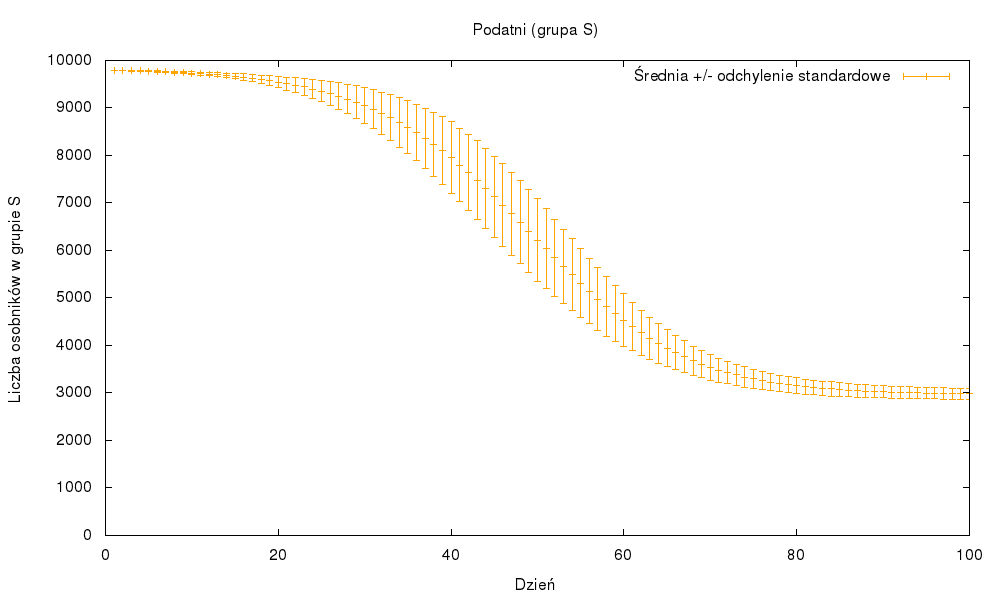 Podatni (grupa S)
Średnia +/- odchylenie standardowe
Liczba osobników w grupie S
10000
9000
8000
7000
6000
5000
4000
3000
2000
1000
0
0 20 40 60 80 100
Dzień